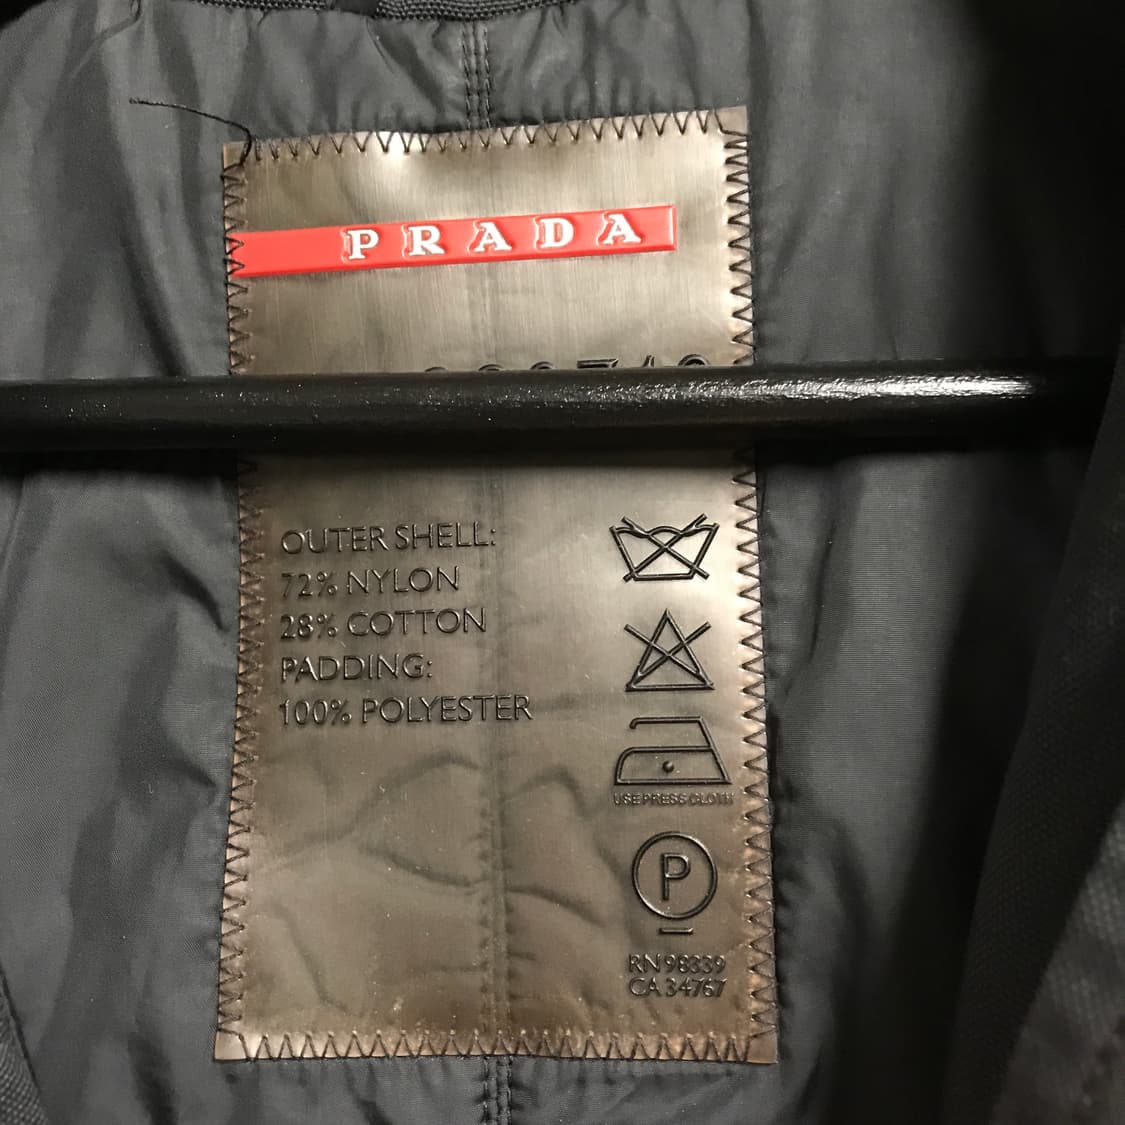 PRADA
OUTER SHELL:
72% NYLON
28% COTTON
PADDING:
100% POLYESTER
USE PRESS CLOTH
P
RN 98339
CA 34767